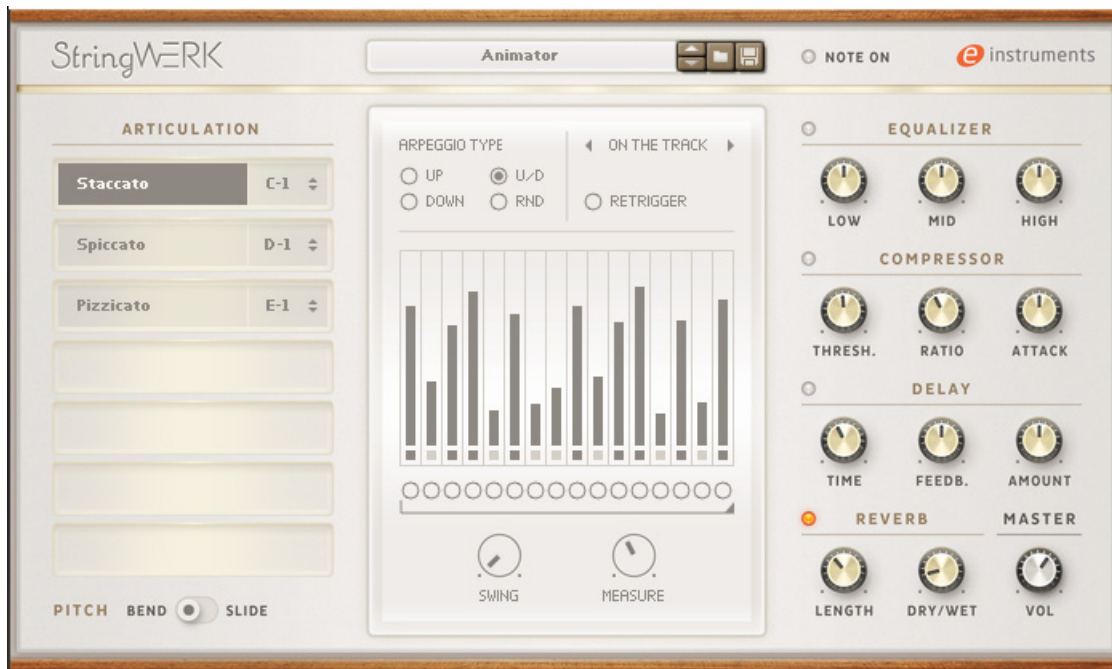 StringWERK
Animator
NOTE ON
e instruments
ARTICULATION
Staccato C-1
Spiccato D-1
Pizzicato E-1
PITCH BEND SLIDE
ARPEGGIO TYPE
UP U/D
DOWN RND
ON THE TRACK
RETRIGGER
SWING MEASURE
EQUALIZER
LOW MID HIGH
COMPRESSOR
THRESH. RATIO ATTACK
DELAY
TIME FEEDB. AMOUNT
REVERB MASTER
LENGTH DRY/WET VOL